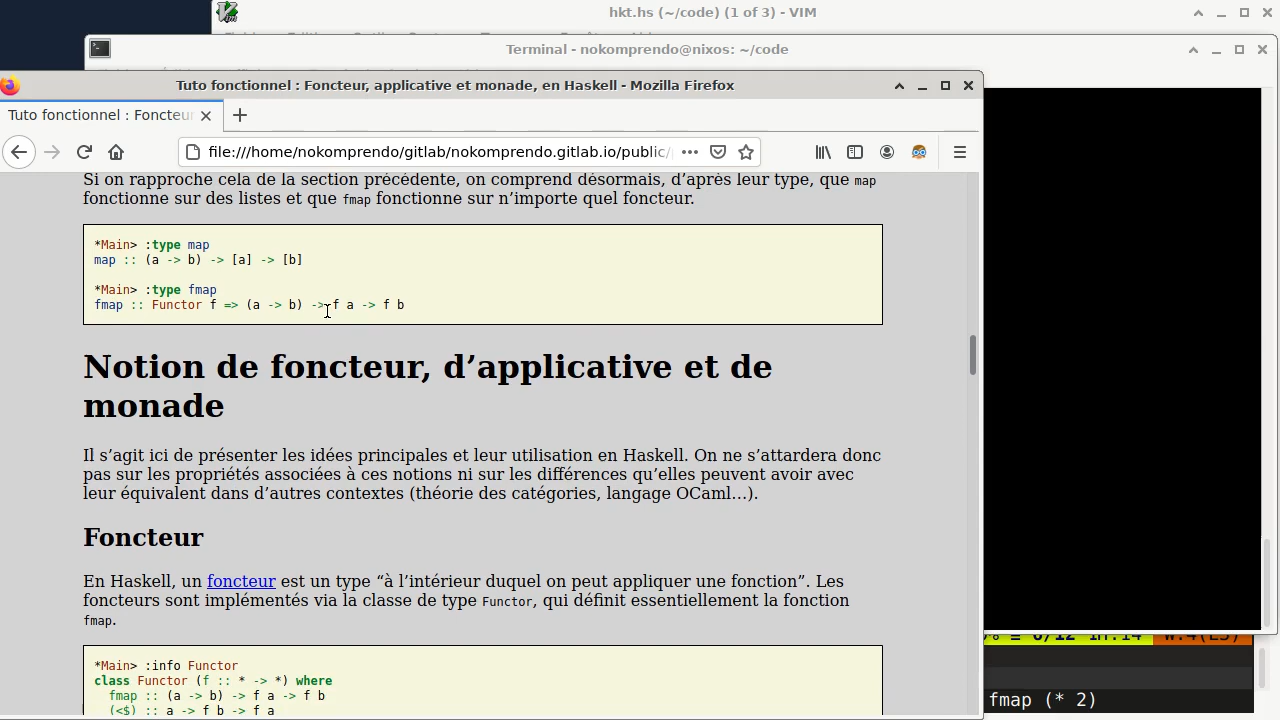 hkt.hs (~/code) (1 of 3) - VIM
Terminal - nokomprendo@nixos: ~/code
Tuto fonctionnel : Foncteur, applicative et monade, en Haskell - Mozilla Firefox
Tuto fonctionnel : Foncteu
file:///home/nokomprendo/gitlab/nokomprendo.gitlab.io/public/
Si on rapproche cela de la section précédente, on comprend désormais, d’après leur type, que map
fonctionne sur des listes et que fmap fonctionne sur n’importe quel foncteur.
*Main> :type map
map :: (a -> b) -> [a] -> [b]
*Main> :type fmap
fmap :: Functor f => (a -> b) -> f a -> f b
Notion de foncteur, d’applicative et de
monade
Il s’agit ici de présenter les idées principales et leur utilisation en Haskell. On ne s’attardera donc
pas sur les propriétés associées à ces notions ni sur les différences qu’elles peuvent avoir avec
leur équivalent dans d’autres contextes (théorie des catégories, langage OCaml…).
Foncteur
En Haskell, un foncteur est un type “à l’intérieur duquel on peut appliquer une fonction”. Les
foncteurs sont implémentés via la classe de type Functor, qui définit essentiellement la fonction
fmap.
*Main> :info Functor
class Functor (f :: * -> *) where
fmap :: (a -> b) -> f a -> f b
(<$) :: a -> f b -> f a
fmap (* 2)